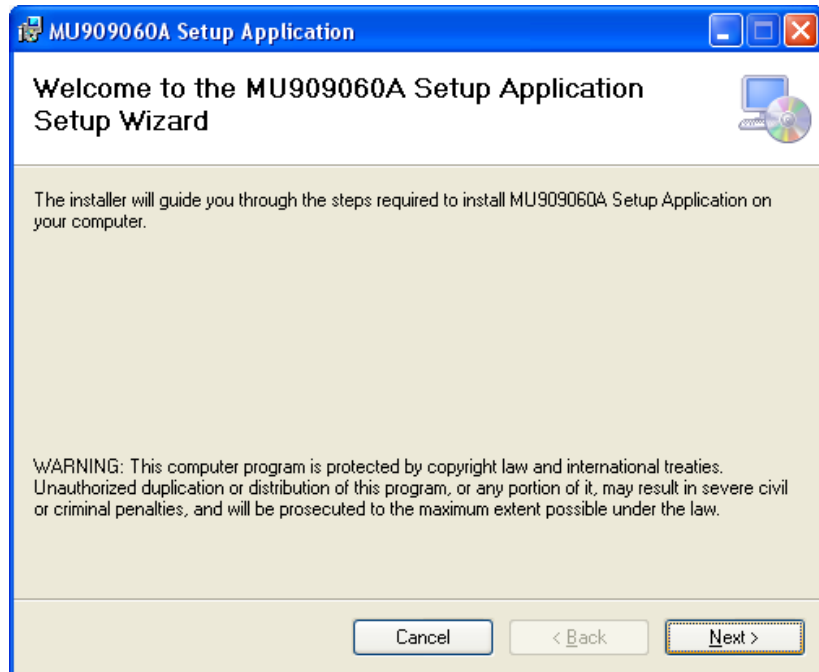 MU909060A Setup Application
Welcome to the MU909060A Setup Application
Setup Wizard
The installer will guide you through the steps required to install MU909060A Setup Application on
your computer.
WARNING: This computer program is protected by copyright law and international treaties.
Unauthorized duplication or distribution of this program, or any portion of it, may result in severe civil
or criminal penalties, and will be prosecuted to the maximum extent possible under the law.
Cancel
< Back
Next >